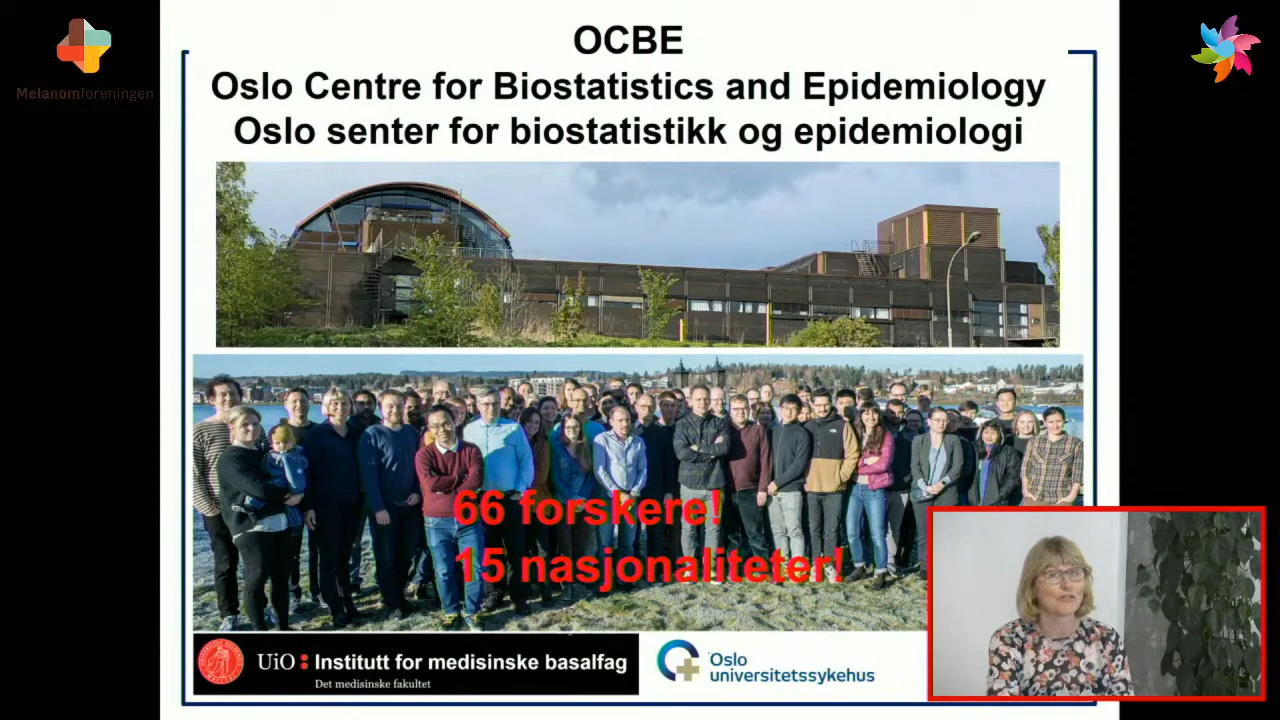 OCBE
Oslo Centre for Biostatistics and Epidemiology
Oslo senter for biostatistikk og epidemiologi
Melanomforeningen
66 forskere!
15 nasjonaliteter!
UiO: Institutt for medisinske basalfag
Det medisinske fakultet
Oslo
universitetssykehus